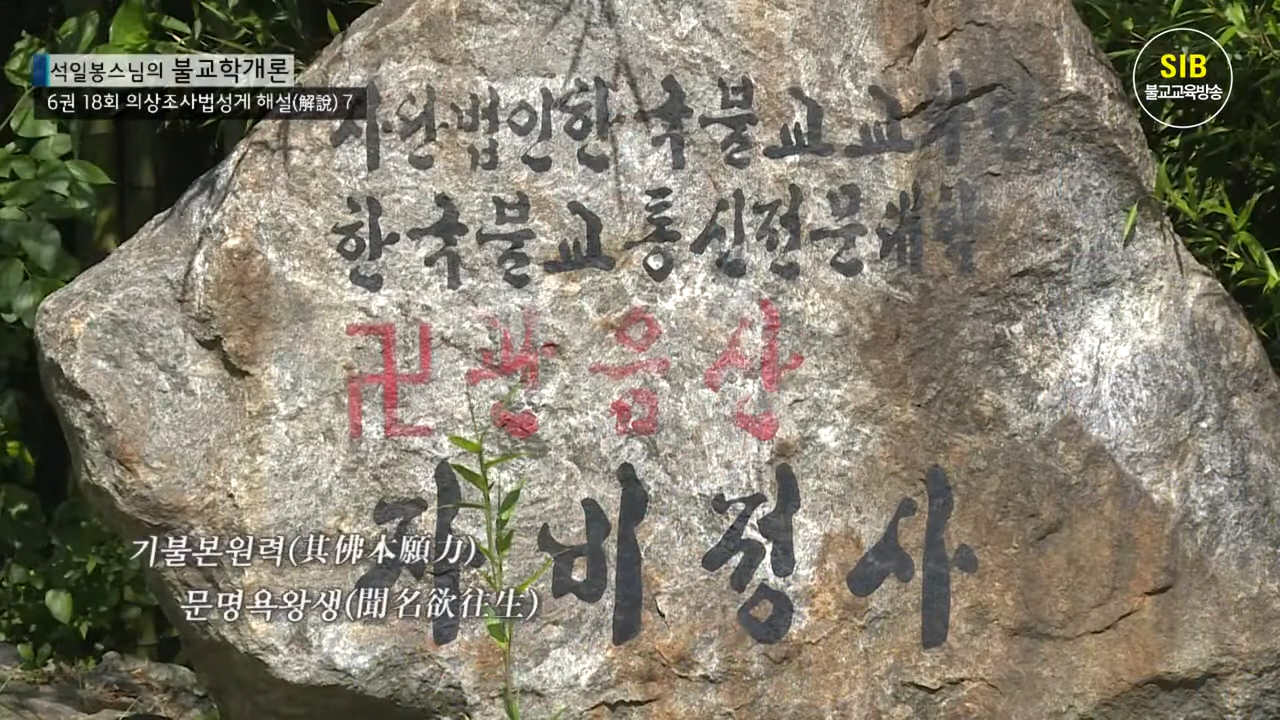 석일봉스님의 불교학개론
6권 18회 의상조사법성게 해설(解說) 7
SIB
불교교육방송
사단법인한국불교교화원
한국불교통신전문대학
卍 관음산
자비정사
기불본원력(其佛本願力)
문명욕왕생(聞名欲往生)